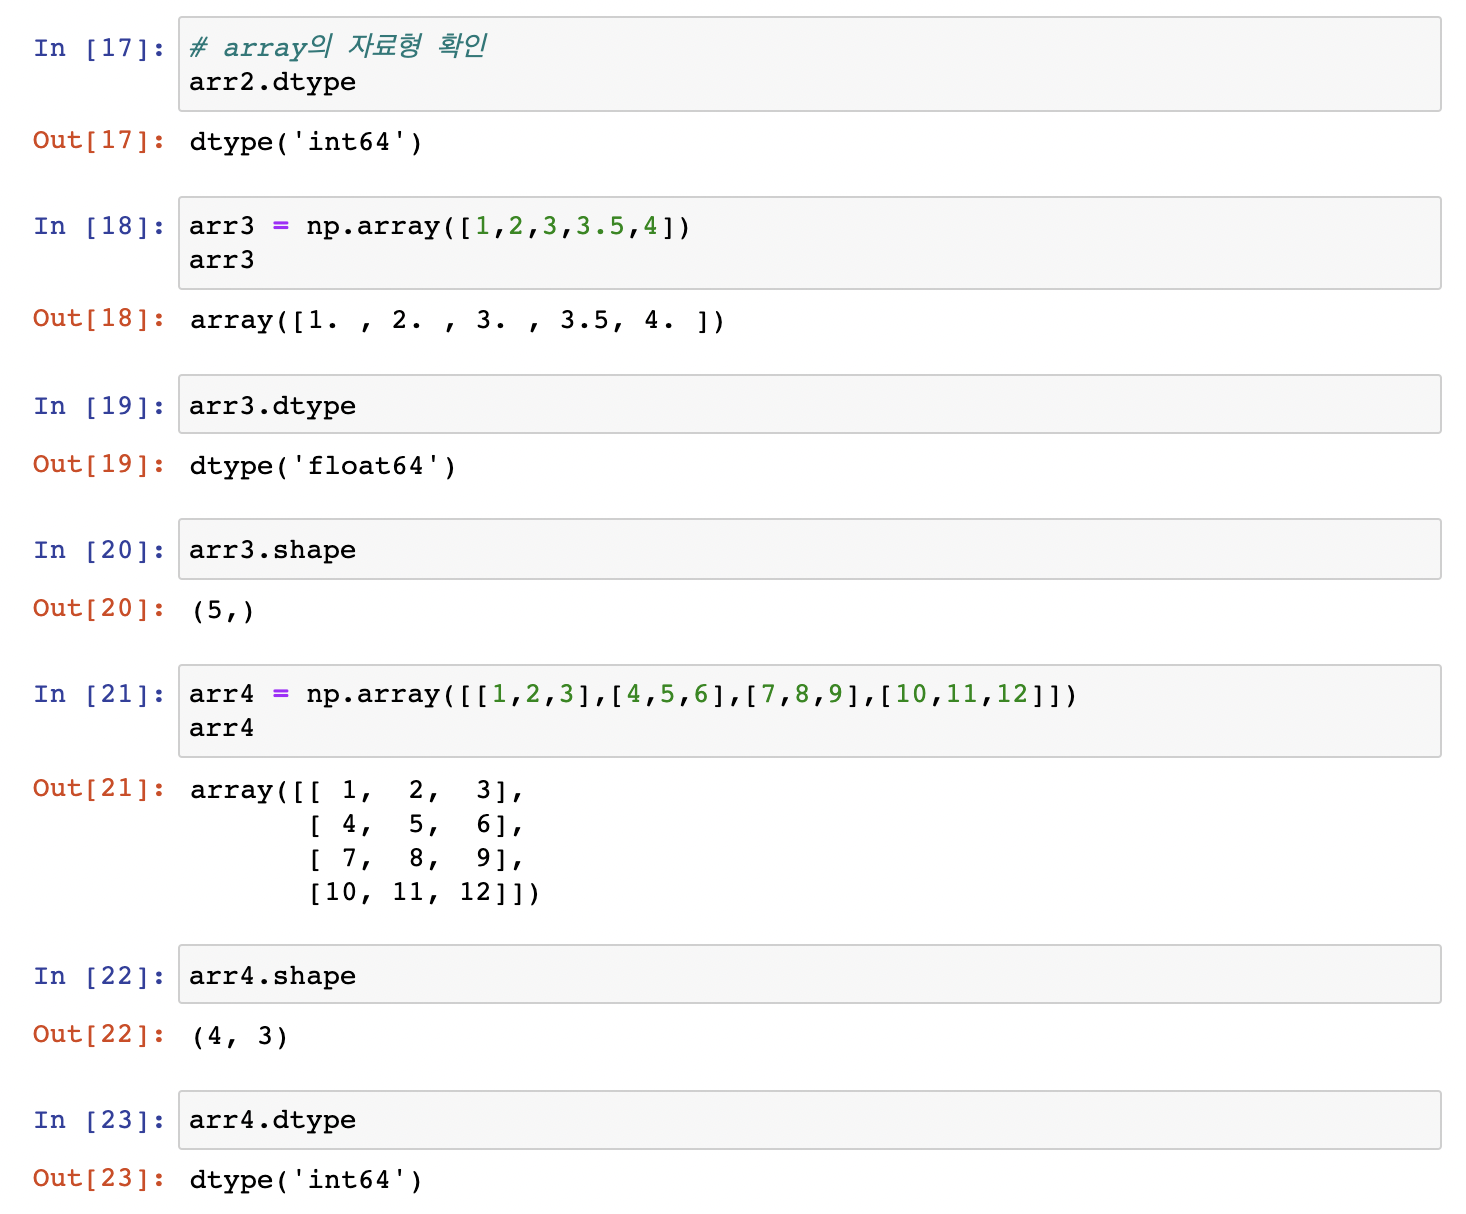 In [17]: # array의 자료형 확인
arr2.dtype
Out[17]: dtype('int64')
In [18]: arr3 = np.array([1,2,3,3.5,4])
arr3
Out[18]: array([1. , 2. , 3. , 3.5, 4. ])
In [19]: arr3.dtype
Out[19]: dtype('float64')
In [20]: arr3.shape
Out[20]: (5,)
In [21]: arr4 = np.array([[1,2,3],[4,5,6],[7,8,9],[10,11,12]])
arr4
Out[21]: array([[ 1,  2,  3],
       [ 4,  5,  6],
       [ 7,  8,  9],
       [10, 11, 12]])
In [22]: arr4.shape
Out[22]: (4, 3)
In [23]: arr4.dtype
Out[23]: dtype('int64')